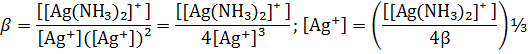 β = [[Ag(NH₃)₂]⁺] / [Ag⁺]([Ag⁺])² = [[Ag(NH₃)₂]⁺] / 4[Ag⁺]³ ; [Ag⁺] = ([[Ag(NH₃)₂]⁺] / 4β)⅓